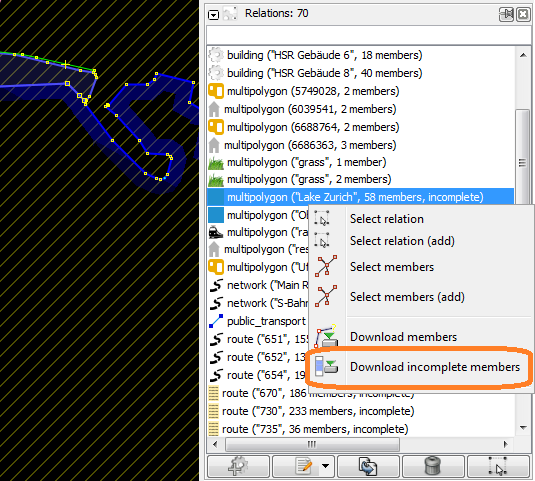 Relations: 70
building ("HSR Gebäude 6", 18 members)
building ("HSR Gebäude 8", 40 members)
multipolygon (5749028, 2 members)
multipolygon (6039541, 2 members)
multipolygon (6688764, 2 members)
multipolygon (6686363, 3 members)
multipolygon ("grass", 1 member)
multipolygon ("grass", 2 members)
multipolygon ("Lake Zurich", 58 members, incomplete)
multipolygon ("Ol
multipolygon ("ra
multipolygon ("res
multipolygon ("Uf
network ("Main R
network ("S-Bahn
public_transport
route ("651", 155
route ("652", 13
route ("654", 19
route ("670", 186 members, incomplete)
route ("730", 233 members, incomplete)
route ("735", 36 members, incomplete)
Select relation
Select relation (add)
Select members
Select members (add)
Download members
Download incomplete members